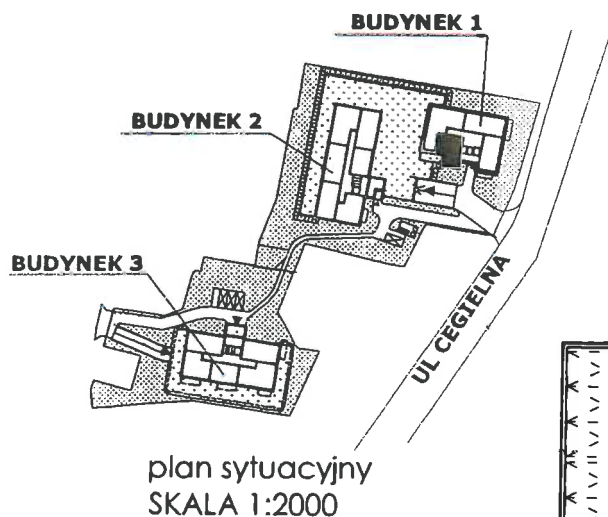 BUDYNEK 1
BUDYNEK 2
BUDYNEK 3
UL CEGIELNA
plan sytuacyjny
SKALA 1:2000